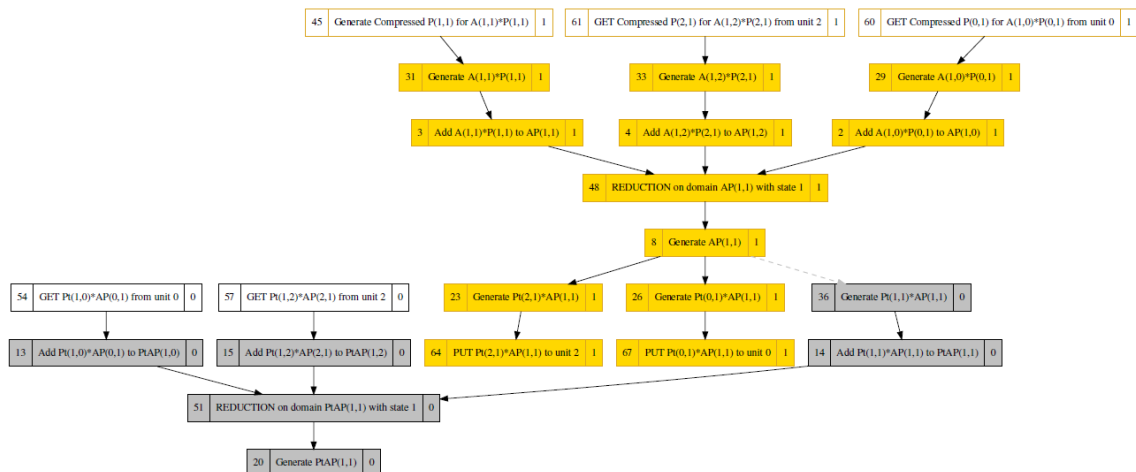 45 Generate Compressed P(1,1) for A(1,1)*P(1,1) 1
61 GET Compressed P(2,1) for A(1,2)*P(2,1) from unit 2 1
60 GET Compressed P(0,1) for A(1,0)*P(0,1) from unit 0 1
31 Generate A(1,1)*P(1,1) 1
33 Generate A(1,2)*P(2,1) 1
29 Generate A(1,0)*P(0,1) 1
3 Add A(1,1)*P(1,1) to AP(1,1) 1
4 Add A(1,2)*P(2,1) to AP(1,2) 1
2 Add A(1,0)*P(0,1) to AP(1,0) 1
48 REDUCTION on domain AP(1,1) with state 1 1
8 Generate AP(1,1) 1
54 GET Pt(1,0)*AP(0,1) from unit 0 0
57 GET Pt(1,2)*AP(2,1) from unit 2 0
23 Generate Pt(2,1)*AP(1,1) 1
26 Generate Pt(0,1)*AP(1,1) 1
36 Generate Pt(1,1)*AP(1,1) 0
13 Add Pt(1,0)*AP(0,1) to PtAP(1,0) 0
15 Add Pt(1,2)*AP(2,1) to PtAP(1,2) 0
64 PUT Pt(2,1)*AP(1,1) to unit 2 1
67 PUT Pt(0,1)*AP(1,1) to unit 0 1
14 Add Pt(1,1)*AP(1,1) to PtAP(1,1) 0
51 REDUCTION on domain PtAP(1,1) with state 1 0
20 Generate PtAP(1,1) 0